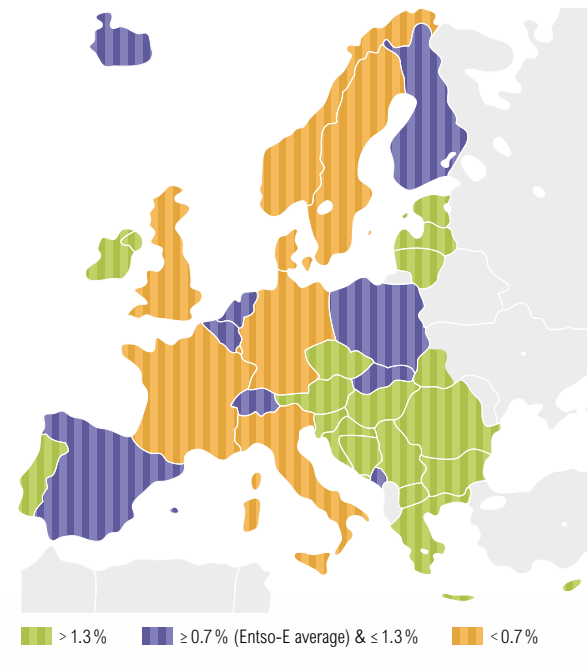 > 1.3 % ≥ 0.7 % (Entso-E average) & ≤ 1.3 % < 0.7 %